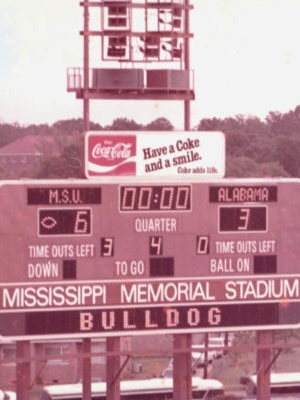 Coca-Cola
Have a Coke
and a smile.
Coke adds life.
M.S.U. 00:00 ALABAMA
6 QUARTER 3
TIME OUTS LEFT 3 4 0 TIME OUTS LEFT
DOWN TO GO BALL ON
MISSISSIPPI MEMORIAL STADIUM
BULLDOG